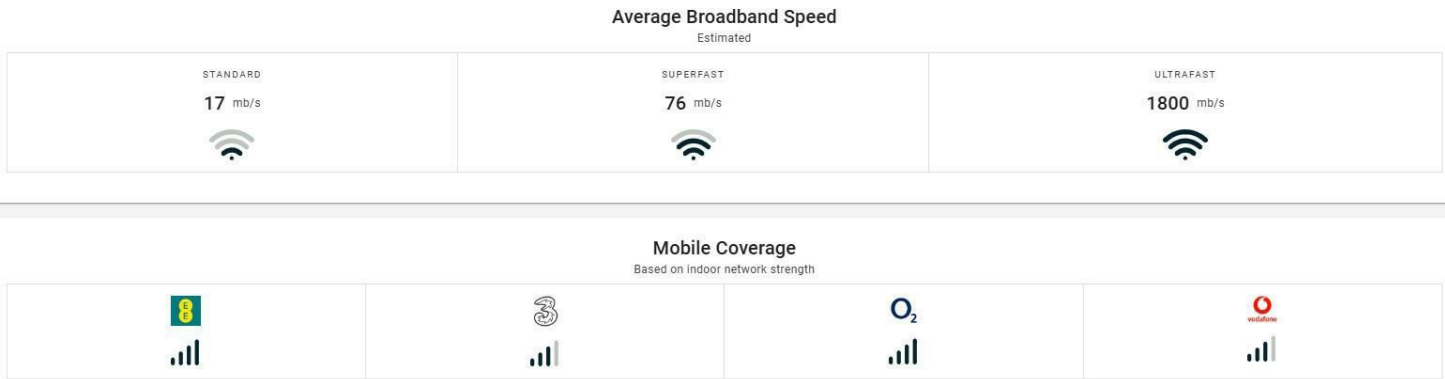 Average Broadband Speed
Estimated
STANDARD
SUPERFAST
ULTRAFAST
17 mb/s
76 mb/s
1800 mb/s
Mobile Coverage
Based on indoor network strength
EE
3
O2
vodafone